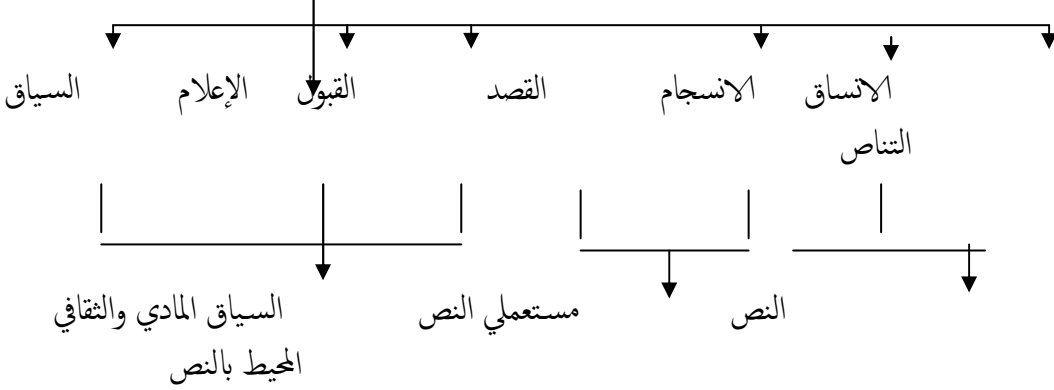 الاتساق الانسجام القصد القبول الإعلام السياق
التناص
النص مستعملي النص السياق المادي والثقافي
المحيط بالنص